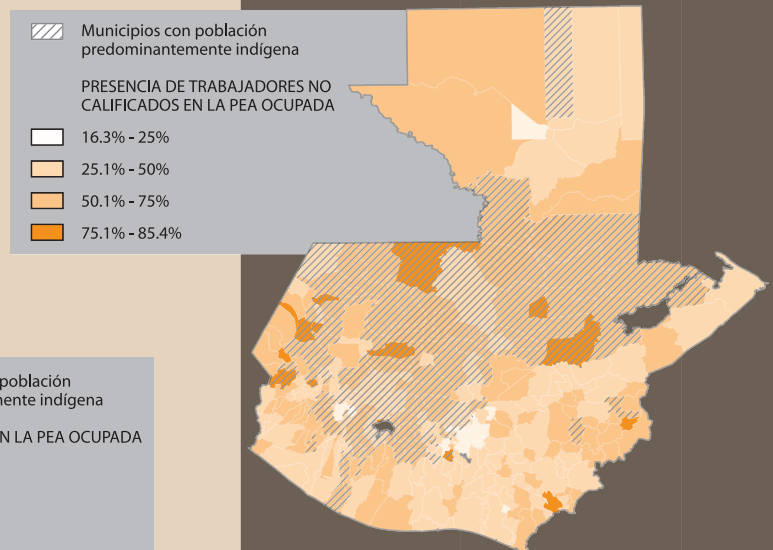 Municipios con población
predominantemente indígena
PRESENCIA DE TRABAJADORES NO
CALIFICADOS EN LA PEA OCUPADA
16.3% - 25%
25.1% - 50%
50.1% - 75%
75.1% - 85.4%
población
mente indígena
EN LA PEA OCUPADA